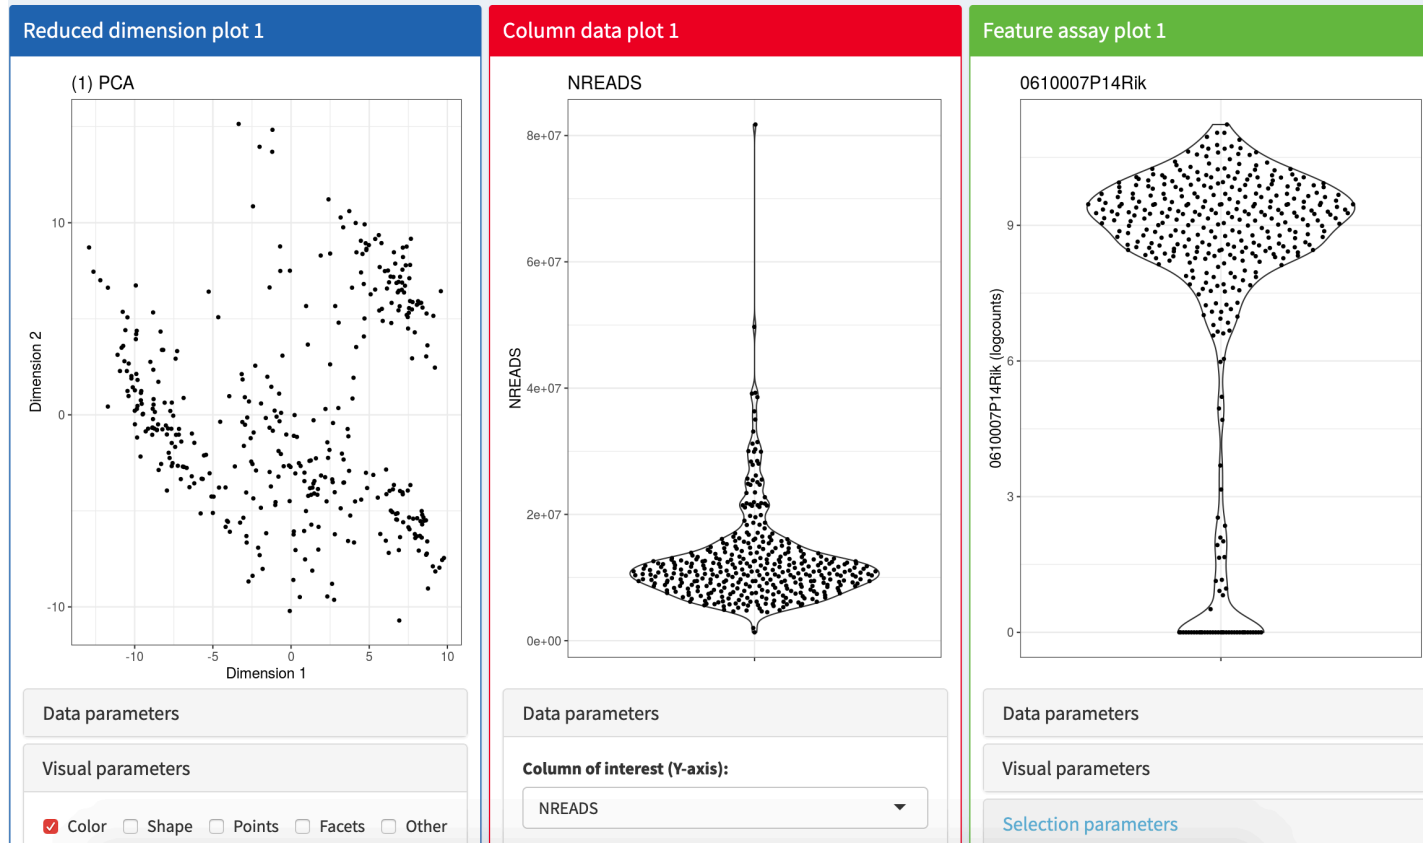 Reduced dimension plot 1
(1) PCA
10
0
-10
Dimension 2
-10 -5 0 5 10
Dimension 1
Data parameters
Visual parameters
Color Shape Points Facets Other
Column data plot 1
NREADS
8e+07
6e+07
4e+07
2e+07
0e+00
NREADS
Data parameters
Column of interest (Y-axis):
NREADS
Feature assay plot 1
0610007P14Rik
9
6
3
0
0610007P14Rik (logcounts)
Data parameters
Visual parameters
Selection parameters